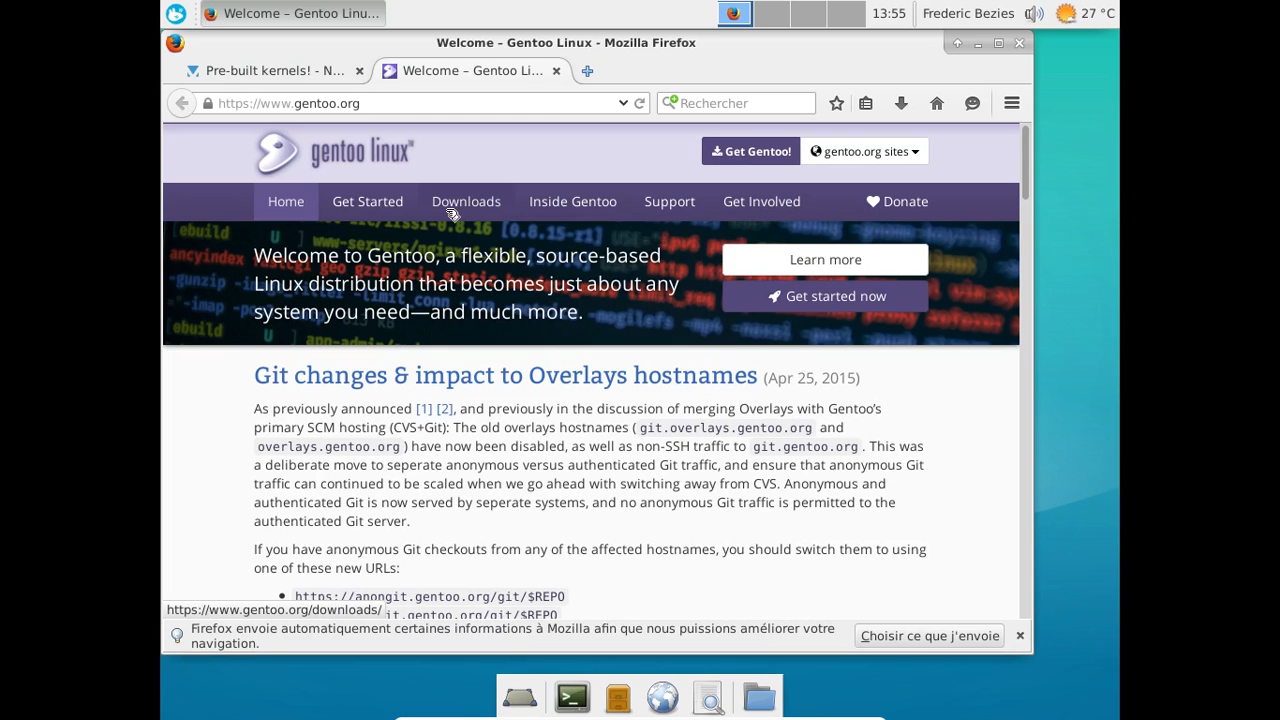 Welcome – Gentoo Linu...
13:55
Frederic Bezies
27 °C
Welcome – Gentoo Linux - Mozilla Firefox
Pre-built kernels! - N...
Welcome – Gentoo Li...
https://www.gentoo.org
Rechercher
gentoo linux
Get Gentoo!
gentoo.org sites
Home
Get Started
Downloads
Inside Gentoo
Support
Get Involved
Donate
Welcome to Gentoo, a flexible, source-based
Linux distribution that becomes just about any
system you need—and much more.
Learn more
Get started now
Git changes & impact to Overlays hostnames (Apr 25, 2015)
As previously announced [1] [2], and previously in the discussion of merging Overlays with Gentoo's
primary SCM hosting (CVS+Git): The old overlays hostnames ( git.overlays.gentoo.org and
overlays.gentoo.org ) have now been disabled, as well as non-SSH traffic to git.gentoo.org . This was
a deliberate move to seperate anonymous versus authenticated Git traffic, and ensure that anonymous Git
traffic can continued to be scaled when we go ahead with switching away from CVS. Anonymous and
authenticated Git is now served by seperate systems, and no anonymous Git traffic is permitted to the
authenticated Git server.
If you have anonymous Git checkouts from any of the affected hostnames, you should switch them to using
one of these new URLs:
https://anongit.gentoo.org/git/$REPO
it.gentoo.org/git/$REPO
https://www.gentoo.org/downloads/
Firefox envoie automatiquement certaines informations à Mozilla afin que nous puissions améliorer votre
navigation.
Choisir ce que j'envoie